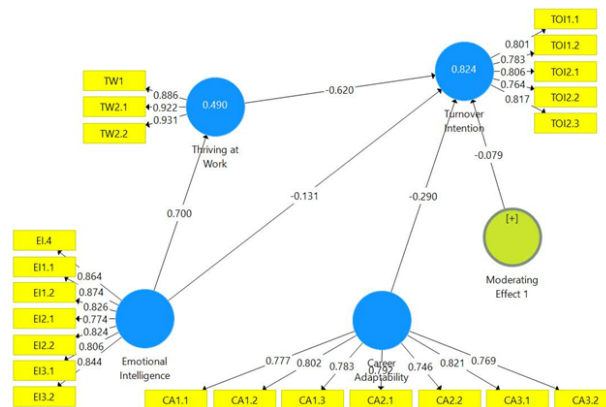 TOI1.1
0.801
TOI1.2
0.783
0.824
0.806
TOI2.1
0.764
TOI2.2
0.817
TOI2.3
Turnover
Intention
TW1
0.886
TW2.1
0.922
0.490
TW2.2
0.931
Thriving at
Work
-0.620
-0.131
-0.079
-0.290
0.700
[+]
Moderating
Effect 1
EI.4
0.864
EI1.1
0.874
EI1.2
0.826
EI2.1
0.774
EI2.2
0.824
EI3.1
0.806
EI3.2
0.844
Emotional
Intelligence
Career
Adaptability
0.777
0.802
0.783
0.792
0.746
0.821
0.769
CA1.1
CA1.2
CA1.3
CA2.1
CA2.2
CA3.1
CA3.2